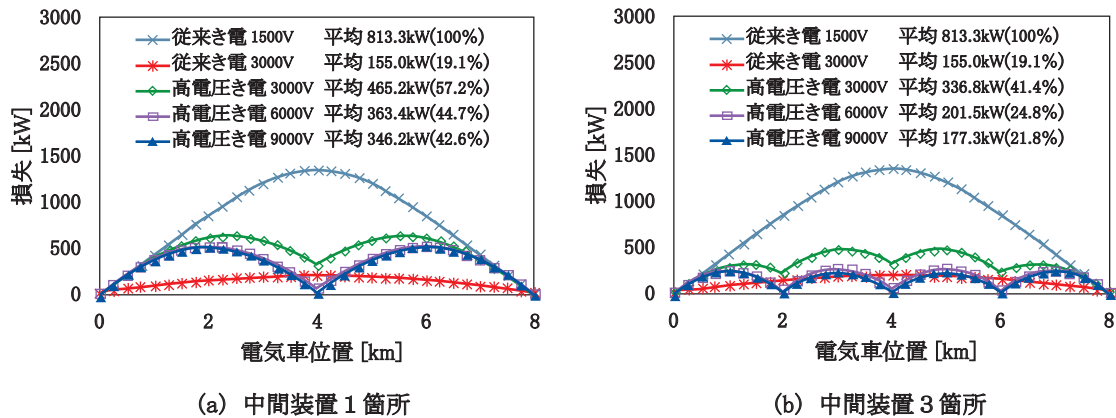 3000
2500
2000
1500
1000
500
0
損失 [kW]
従来き電 1500V 平均 813.3kW(100%)
従来き電 3000V 平均 155.0kW(19.1%)
高電圧き電 3000V 平均 465.2kW(57.2%)
高電圧き電 6000V 平均 363.4kW(44.7%)
高電圧き電 9000V 平均 346.2kW(42.6%)
0 2 4 6 8
電気車位置 [km]
(a) 中間装置1箇所
3000
2500
2000
1500
1000
500
0
損失 [kW]
従来き電 1500V 平均 813.3kW(100%)
従来き電 3000V 平均 155.0kW(19.1%)
高電圧き電 3000V 平均 336.8kW(41.4%)
高電圧き電 6000V 平均 201.5kW(24.8%)
高電圧き電 9000V 平均 177.3kW(21.8%)
0 2 4 6 8
電気車位置 [km]
(b) 中間装置3箇所